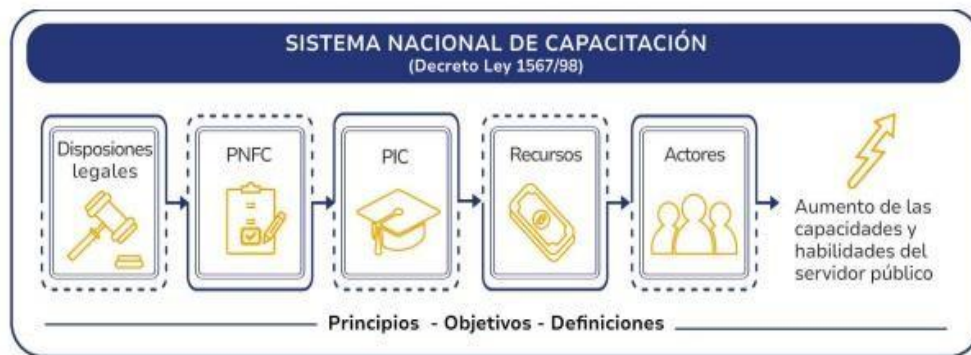 SISTEMA NACIONAL DE CAPACITACIÓN
(Decreto Ley 1567/98)
Disposiones
legales
PNFC
PIC
Recursos
Actores
Aumento de las
capacidades y
habilidades del
servidor público
Principios - Objetivos - Definiciones